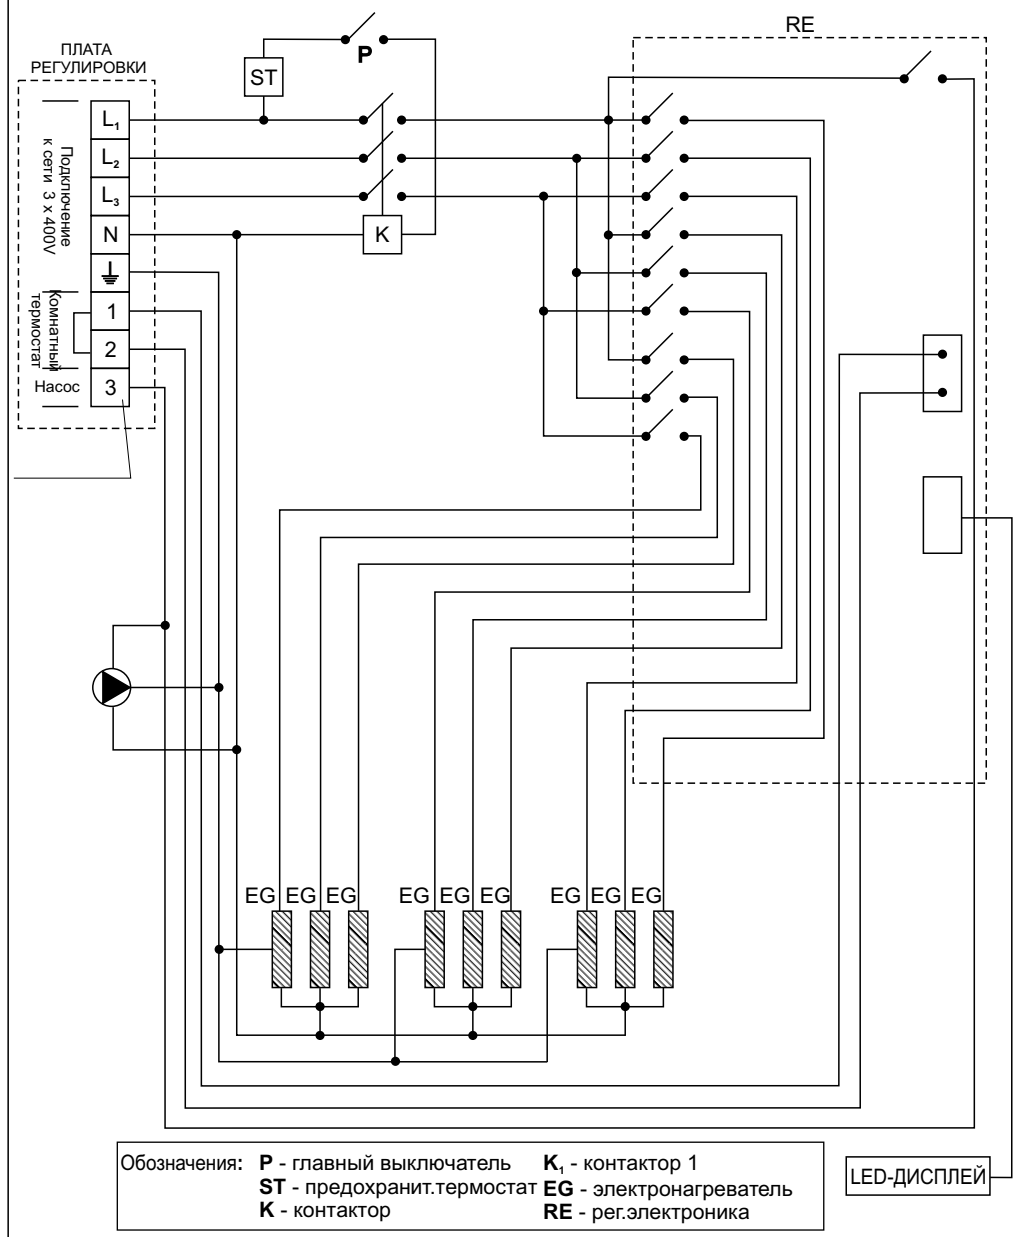 RE
ПЛАТА
РЕГУЛИРОВКИ
P
ST
L₁
L₂
L₃
N
K
Подключение
к сети 3 x 400V
1
2
3
Комнатный
термостат
Насос
EG EG EG
EG EG EG
EG EG EG
Обозначения: P - главный выключатель K₁ - контактор 1
ST - предохранит.термостат EG - электронагреватель
K - контактор RE - рег.электроника
LED-ДИСПЛЕЙ